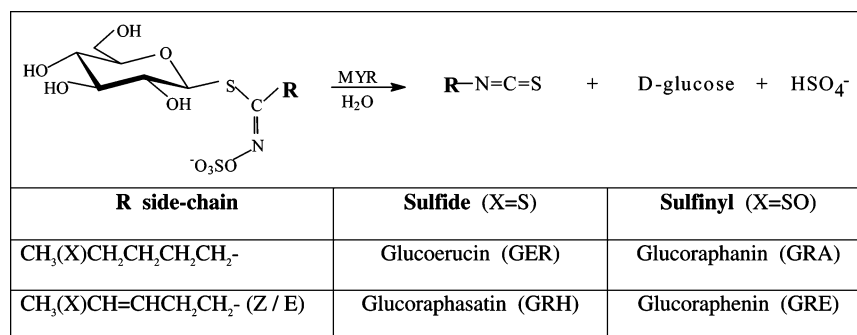 OH
HO
O
HO
OH
S
R
C
N
⁻O₃SO
MYR
H₂O
R–N=C=S + D-glucose + HSO₄⁻
R side-chain Sulfide (X=S) Sulfinyl (X=SO)
CH₃(X)CH₂CH₂CH₂CH₂- Glucoerucin (GER) Glucoraphanin (GRA)
CH₃(X)CH=CHCH₂CH₂- (Z / E) Glucoraphasatin (GRH) Glucoraphenin (GRE)